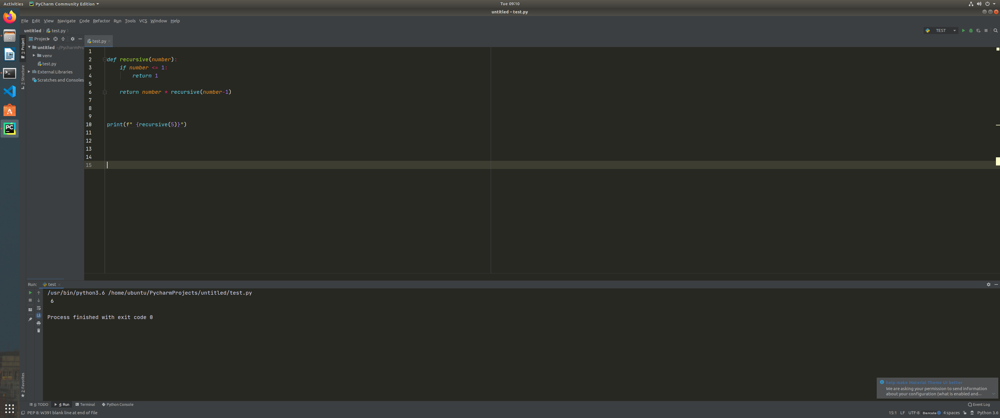 Activities PyCharm Community Edition Tue 09:10
untitled – test.py
File Edit View Navigate Code Refactor Run Tools VCS Window Help
untitled test.py TEST
Project test.py
1: Project
untitled ~/PycharmPro
venv
test.py
External Libraries
Scratches and Consoles
7: Structure
1
2 def recursive(number):
3 if number <= 1:
4 return 1
5
6 return number * recursive(number-1)
7
8
9
10 print(f" {recursive(5)}")
11
12
13
14
15
Run: test
/usr/bin/python3.6 /home/ubuntu/PycharmProjects/untitled/test.py
6
Process finished with exit code 0
2: Favorites
help make Material Theme UI better
We are asking your permission to send information
about your configuration (what is enabled and...
6: TODO 4: Run Terminal Python Console Event Log
PEP 8: W391 blank line at end of file 15:1 LF UTF-8 Darcula 4 spaces Python 3.6